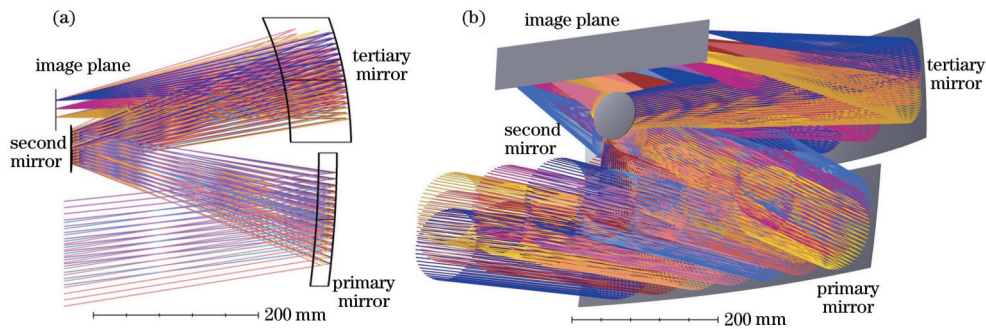 (a)
image plane
tertiary
mirror
second
mirror
primary
mirror
200 mm
(b)
image plane
tertiary
mirror
second
mirror
primary
mirror
200 mm